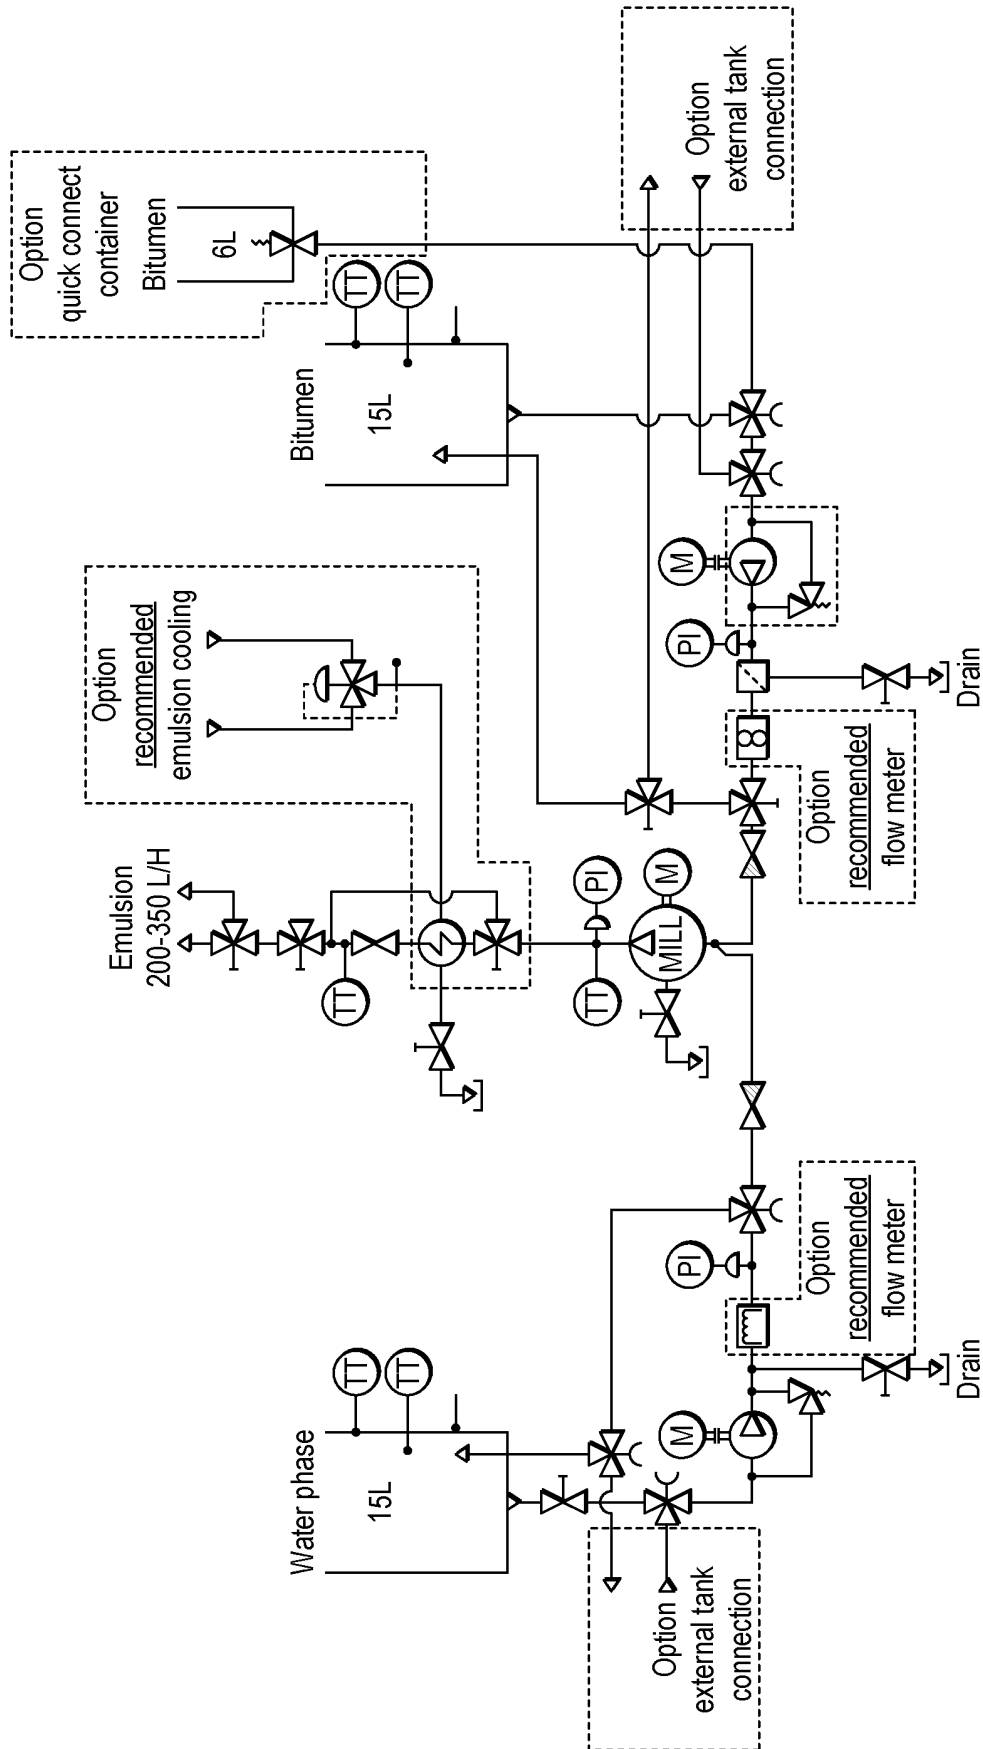 Option
quick connect
container
Bitumen
6L
TT
TT
Bitumen
15L
Option
external tank
connection
Option
recommended
emulsion cooling
M
PI
Drain
Option
recommended
flow meter
Emulsion
200-350 L/H
TT
PI
M
TT
MILL
Water phase
15L
TT
TT
M
PI
Option
recommended
flow meter
Drain
Option
external tank
connection